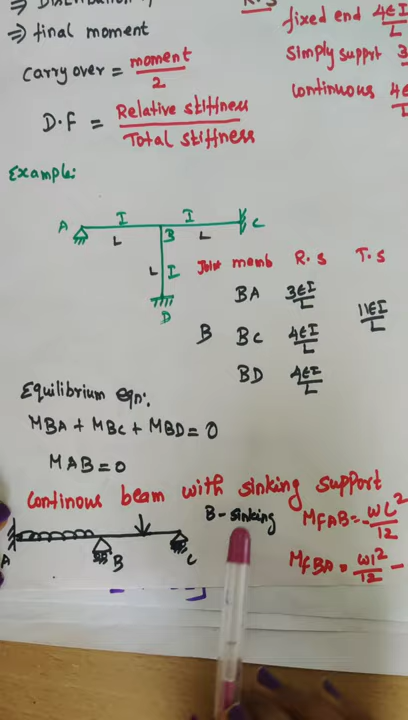 ⇒ final moment
fixed end 4EI/L
Simply supprt 3
continuous 4E
carry over = moment/2
D.F = Relative stiffness/Total stiffness
Example:
A I B I C
L L
L I
D
Joint memb R.S T.S
BA 3EI/L
11EI/L
B BC 4EI/L
BD 4EI/L
Equilibrium eqn:
MBA + MBC + MBD = 0
MAB = 0
Continous beam with sinking support
B - sinking
MFAB = -WL²/12
MFBA = Wl²/12 -
A B C